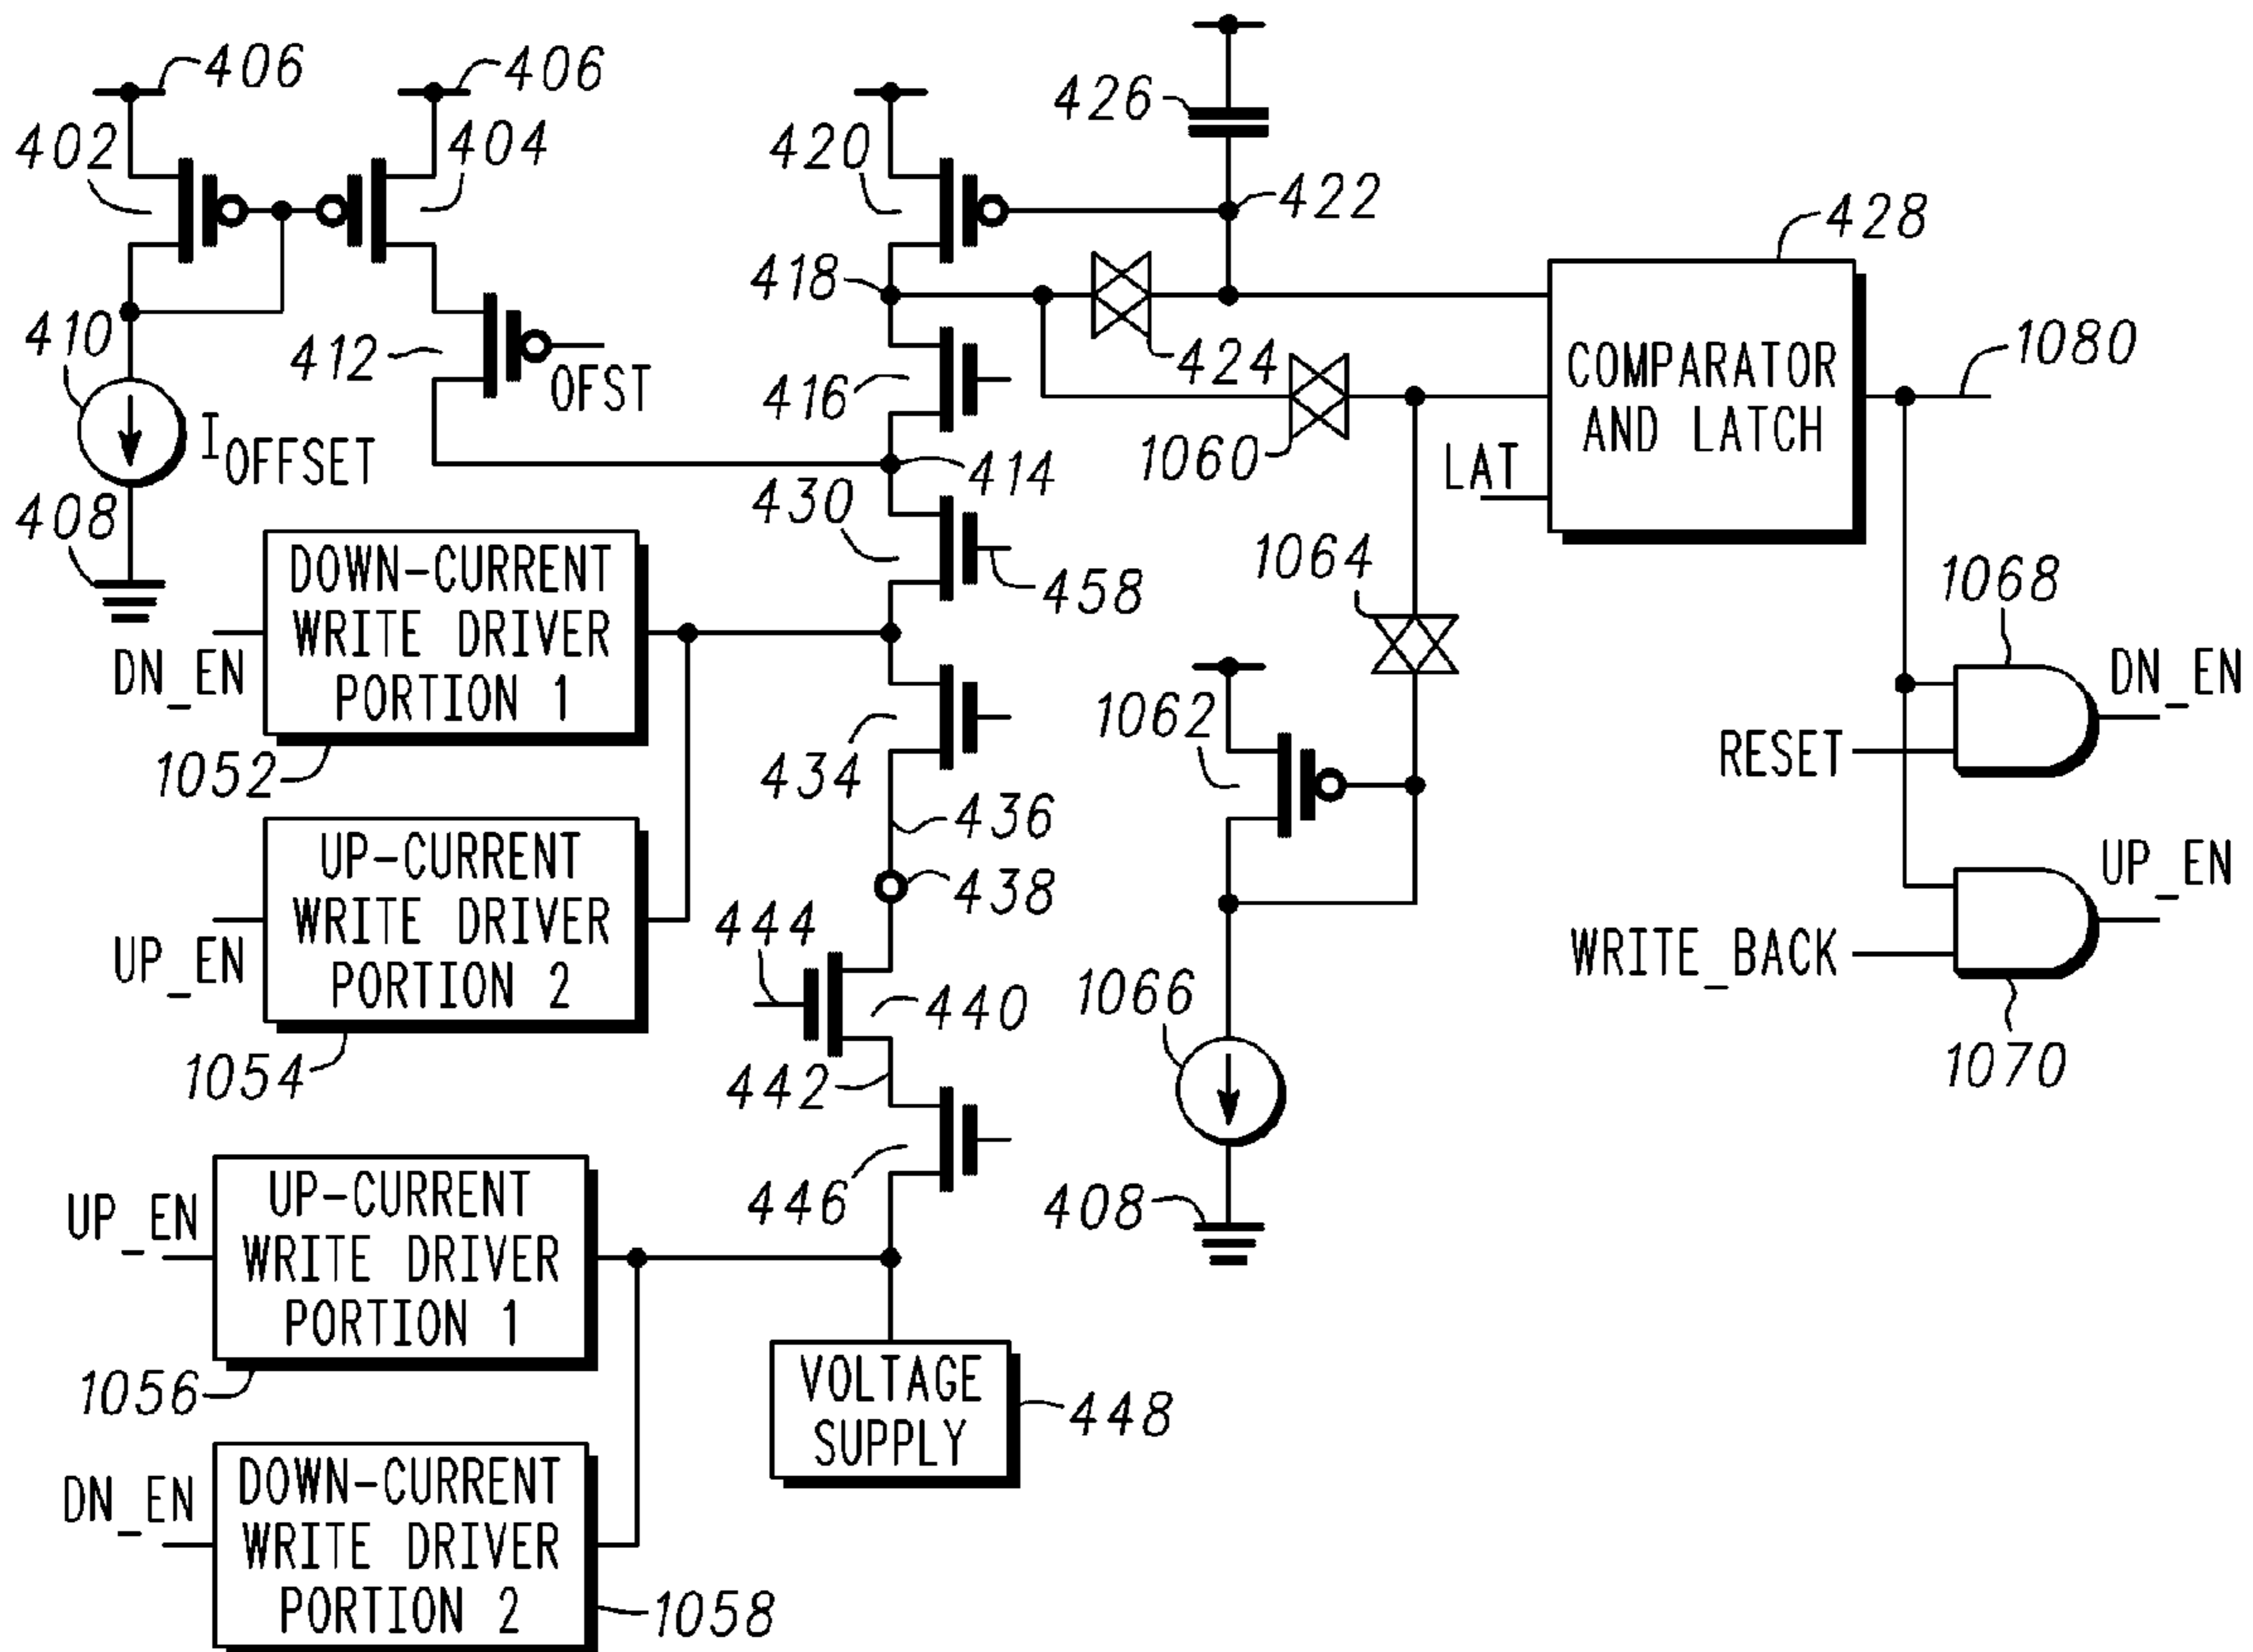 406
406
426
402
404
420
422
428
418
410
412
OFST
416
424
COMPARATOR
AND LATCH
1080
I OFFSET
1060
LAT
414
408
430
458
1064
1068
DOWN-CURRENT
WRITE DRIVER
PORTION 1
DN_EN
1052
434
1062
RESET
DN_EN
436
UP-CURRENT
WRITE DRIVER
PORTION 2
UP_EN
1054
438
444
440
442
1066
WRITE_BACK
UP_EN
1070
446
408
UP_EN
UP-CURRENT
WRITE DRIVER
PORTION 1
1056
VOLTAGE
SUPPLY
448
DN_EN
DOWN-CURRENT
WRITE DRIVER
PORTION 2
1058